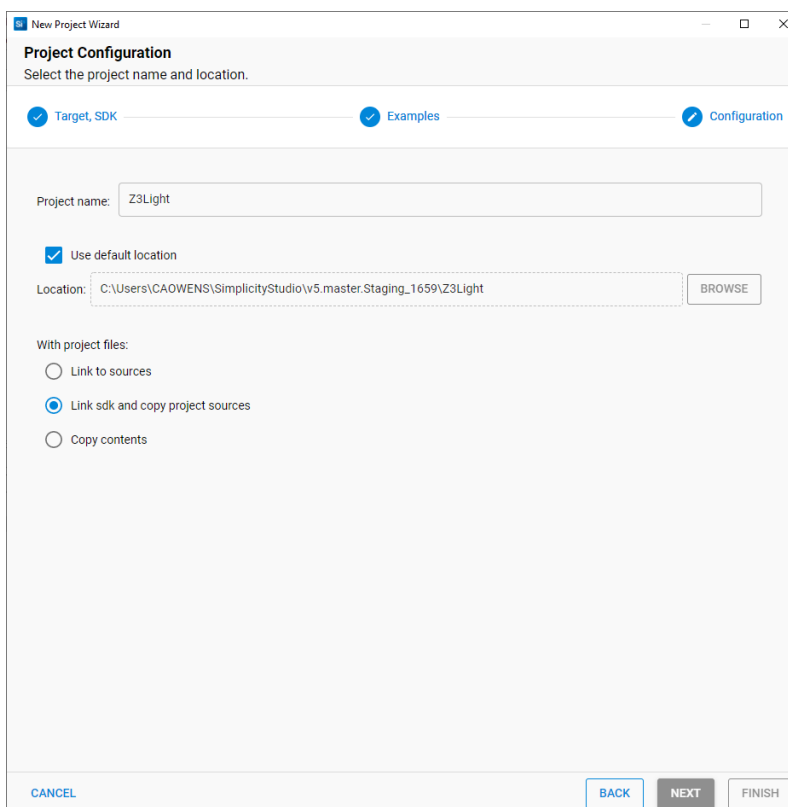 Si New Project Wizard
Project Configuration
Select the project name and location.
Target, SDK Examples Configuration
Project name: Z3Light
Use default location
Location: C:\Users\CAOWENS\SimplicityStudio\v5.master.Staging_1659\Z3Light BROWSE
With project files:
Link to sources
Link sdk and copy project sources
Copy contents
CANCEL BACK NEXT FINISH